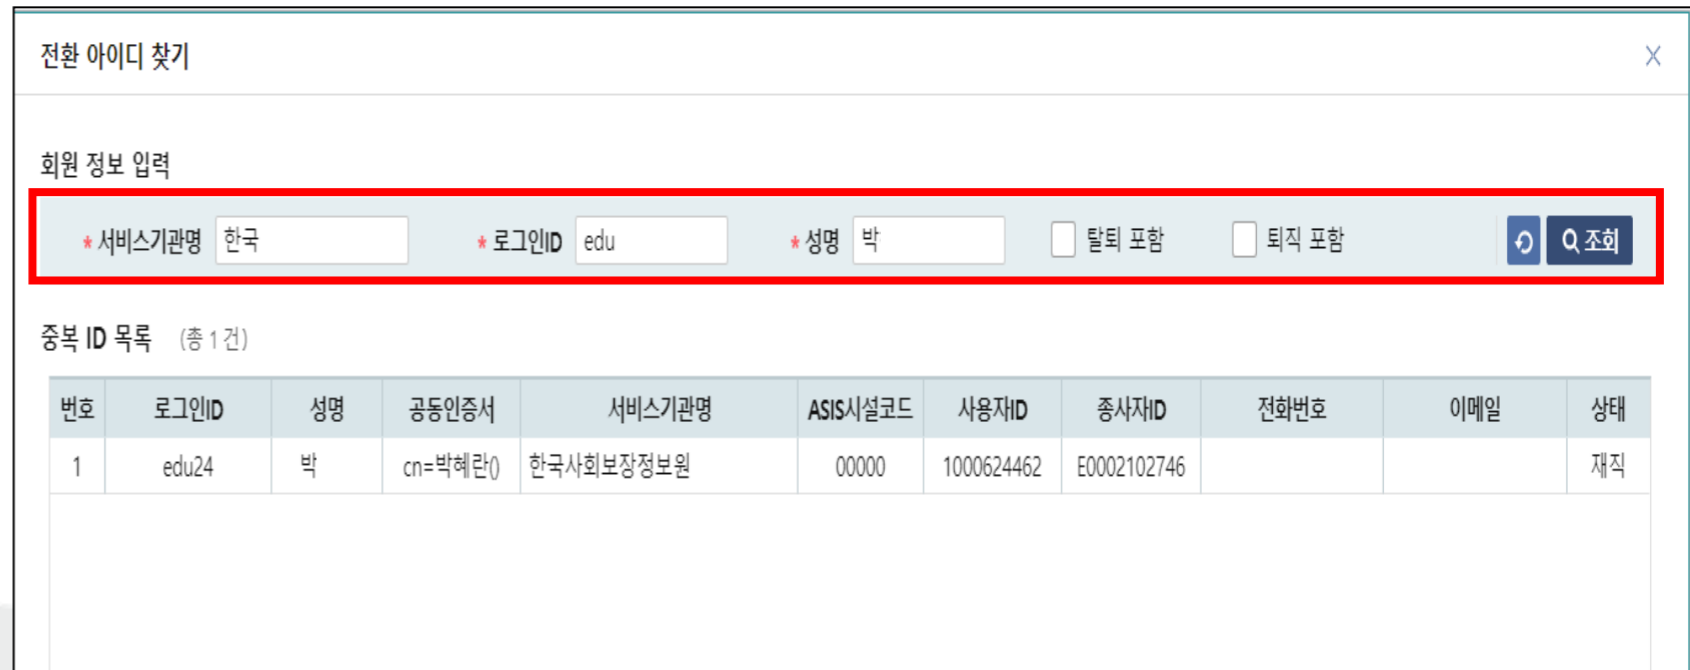 전환 아이디 찾기
회원 정보 입력
* 서비스기관명 한국 * 로그인ID edu * 성명 박 탈퇴 포함 퇴직 포함 조회
중복 ID 목록 (총 1 건)
번호 로그인ID 성명 공동인증서 서비스기관명 ASIS시설코드 사용자ID 종사자ID 전화번호 이메일 상태
1 edu24 박 cn=박혜란() 한국사회보장정보원 00000 1000624462 E0002102746 재직